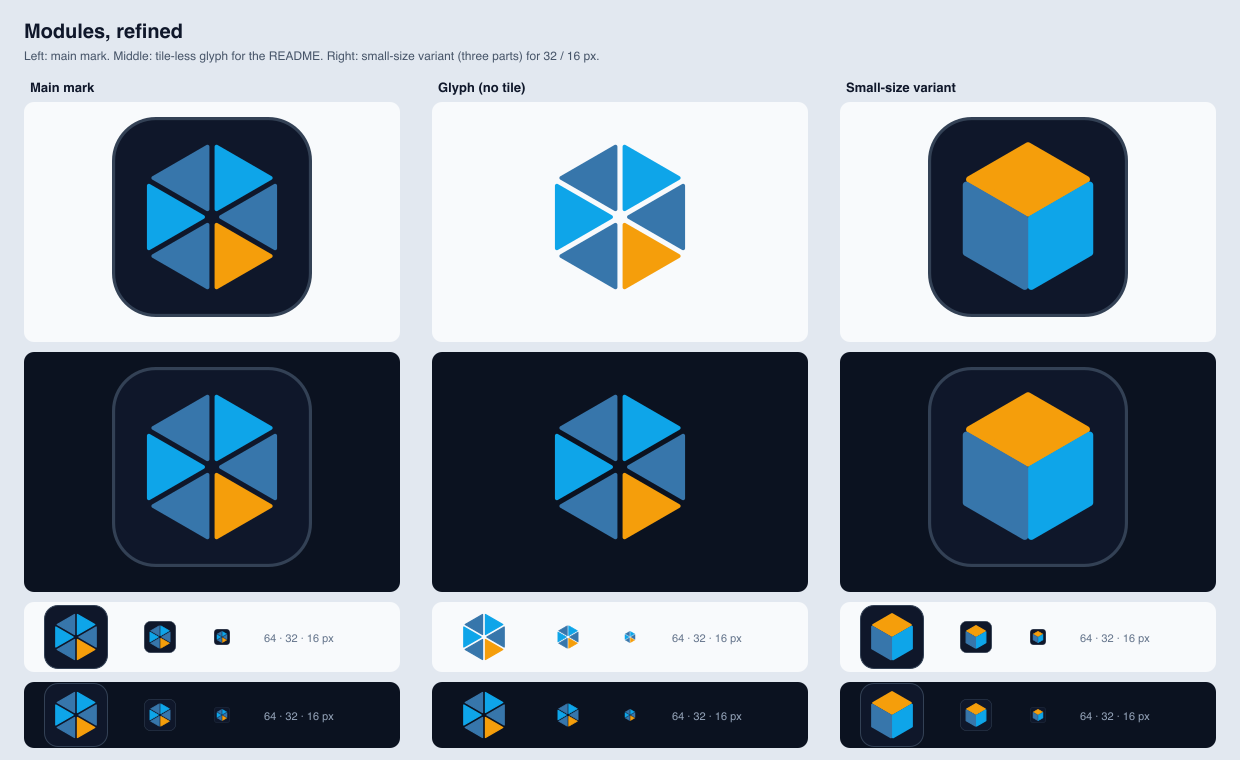 Modules, refined
Left: main mark. Middle: tile-less glyph for the README. Right: small-size variant (three parts) for 32 / 16 px.
Main mark
Glyph (no tile)
Small-size variant
64 · 32 · 16 px
64 · 32 · 16 px
64 · 32 · 16 px
64 · 32 · 16 px
64 · 32 · 16 px
64 · 32 · 16 px